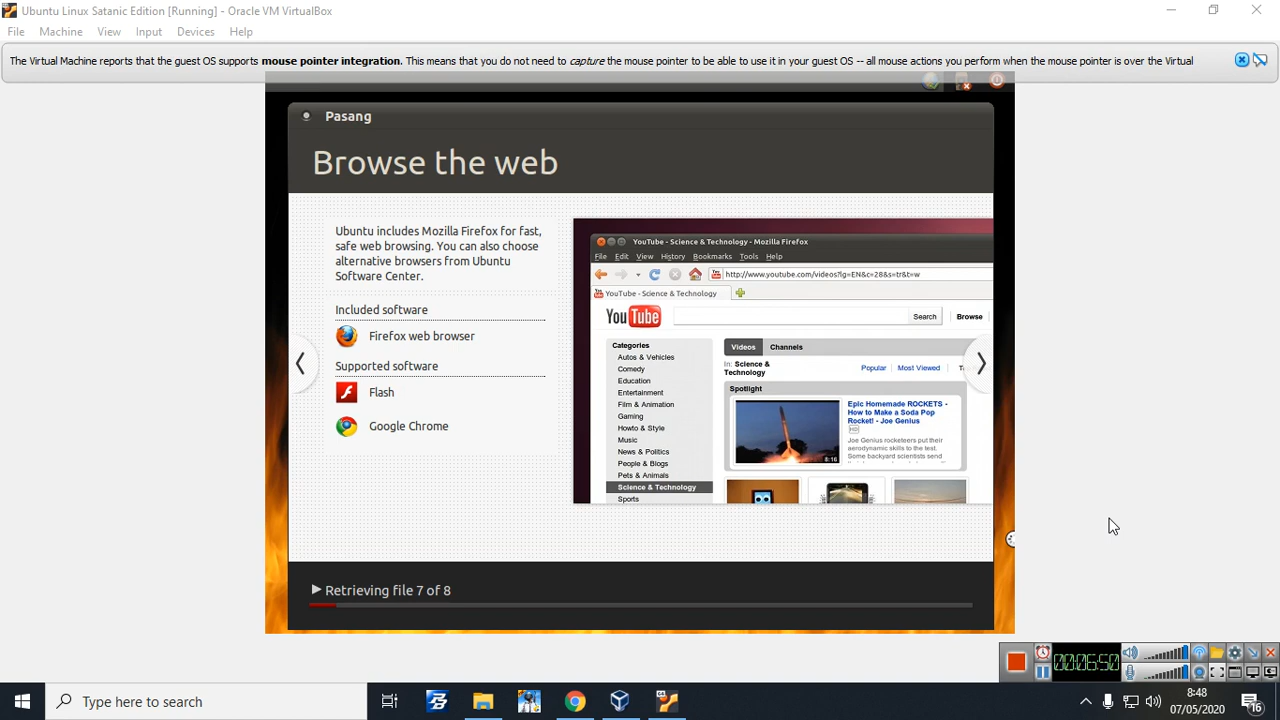 Ubuntu Linux Satanic Edition [Running] - Oracle VM VirtualBox
File Machine View Input Devices Help
The Virtual Machine reports that the guest OS supports mouse pointer integration. This means that you do not need to capture the mouse pointer to be able to use it in your guest OS -- all mouse actions you perform when the mouse pointer is over the Virtual
Pasang
Browse the web
Ubuntu includes Mozilla Firefox for fast,
safe web browsing. You can also choose
alternative browsers from Ubuntu
Software Center.
Included software
Firefox web browser
Supported software
Flash
Google Chrome
YouTube - Science & Technology - Mozilla Firefox
File Edit View History Bookmarks Tools Help
http://www.youtube.com/videos?lg=EN&c=28&s=tr&t=w
YouTube - Science & Technology
YouTube Search Browse
Categories
Autos & Vehicles
Comedy
Education
Entertainment
Film & Animation
Gaming
Howto & Style
Music
News & Politics
People & Blogs
Pets & Animals
Science & Technology
Sports
Videos Channels
In: Science &
Technology
Popular Most Viewed
Spotlight
Epic Homemade ROCKETS -
How to Make a Soda Pop
Rocket! - Joe Genius
HD
Joe Genius rocketeers put their
aerodynamic skills to the test.
Some backyard scientists send
8:16
Retrieving file 7 of 8
00:06:50
Type here to search
8:48
07/05/2020
16